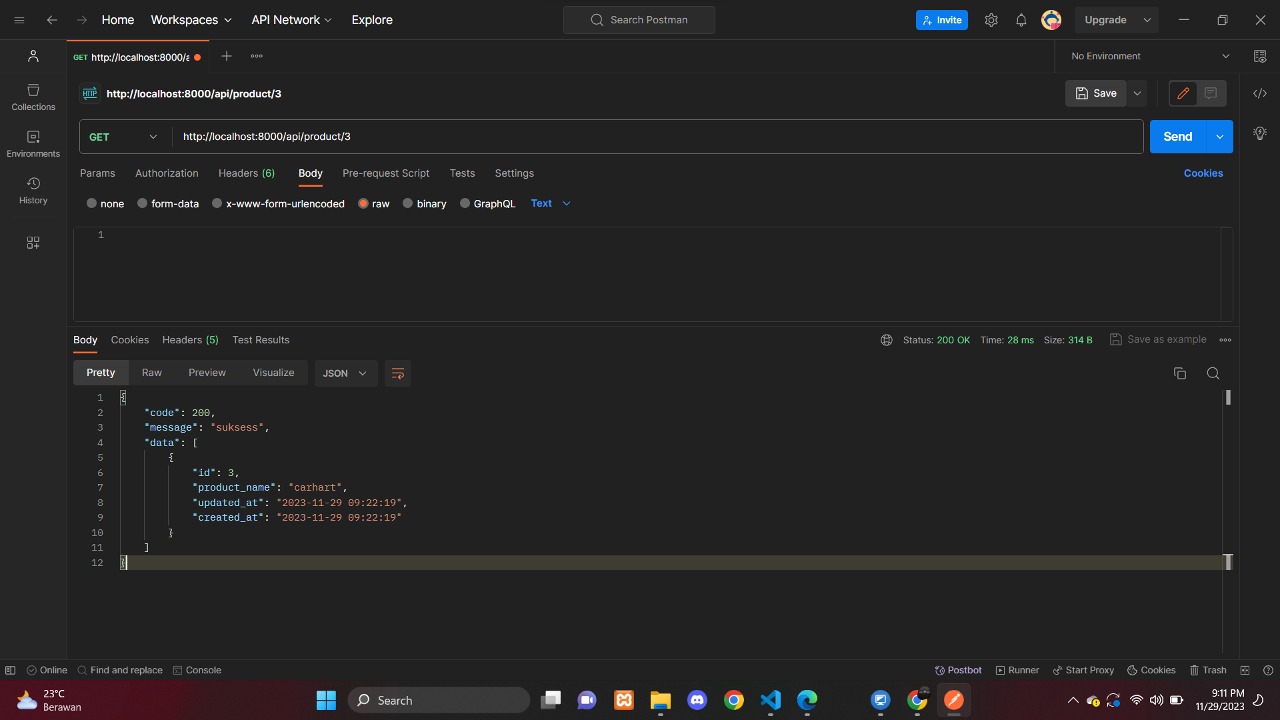 Home Workspaces API Network Explore Search Postman Invite Upgrade
GET http://localhost:8000/a No Environment
HTTP http://localhost:8000/api/product/3 Save
Collections
GET http://localhost:8000/api/product/3 Send
Environments
Params Authorization Headers (6) Body Pre-request Script Tests Settings Cookies
History
none form-data x-www-form-urlencoded raw binary GraphQL Text
1
Body Cookies Headers (5) Test Results Status: 200 OK Time: 28 ms Size: 314 B Save as example
Pretty Raw Preview Visualize JSON
1 {
2 "code": 200,
3 "message": "suksess",
4 "data": [
5 {
6 "id": 3,
7 "product_name": "carhart",
8 "updated_at": "2023-11-29 09:22:19",
9 "created_at": "2023-11-29 09:22:19"
10 }
11 ]
12 }
Online Find and replace Console Postbot Runner Start Proxy Cookies Trash
23°C
Berawan
Search
9:11 PM
11/29/2023